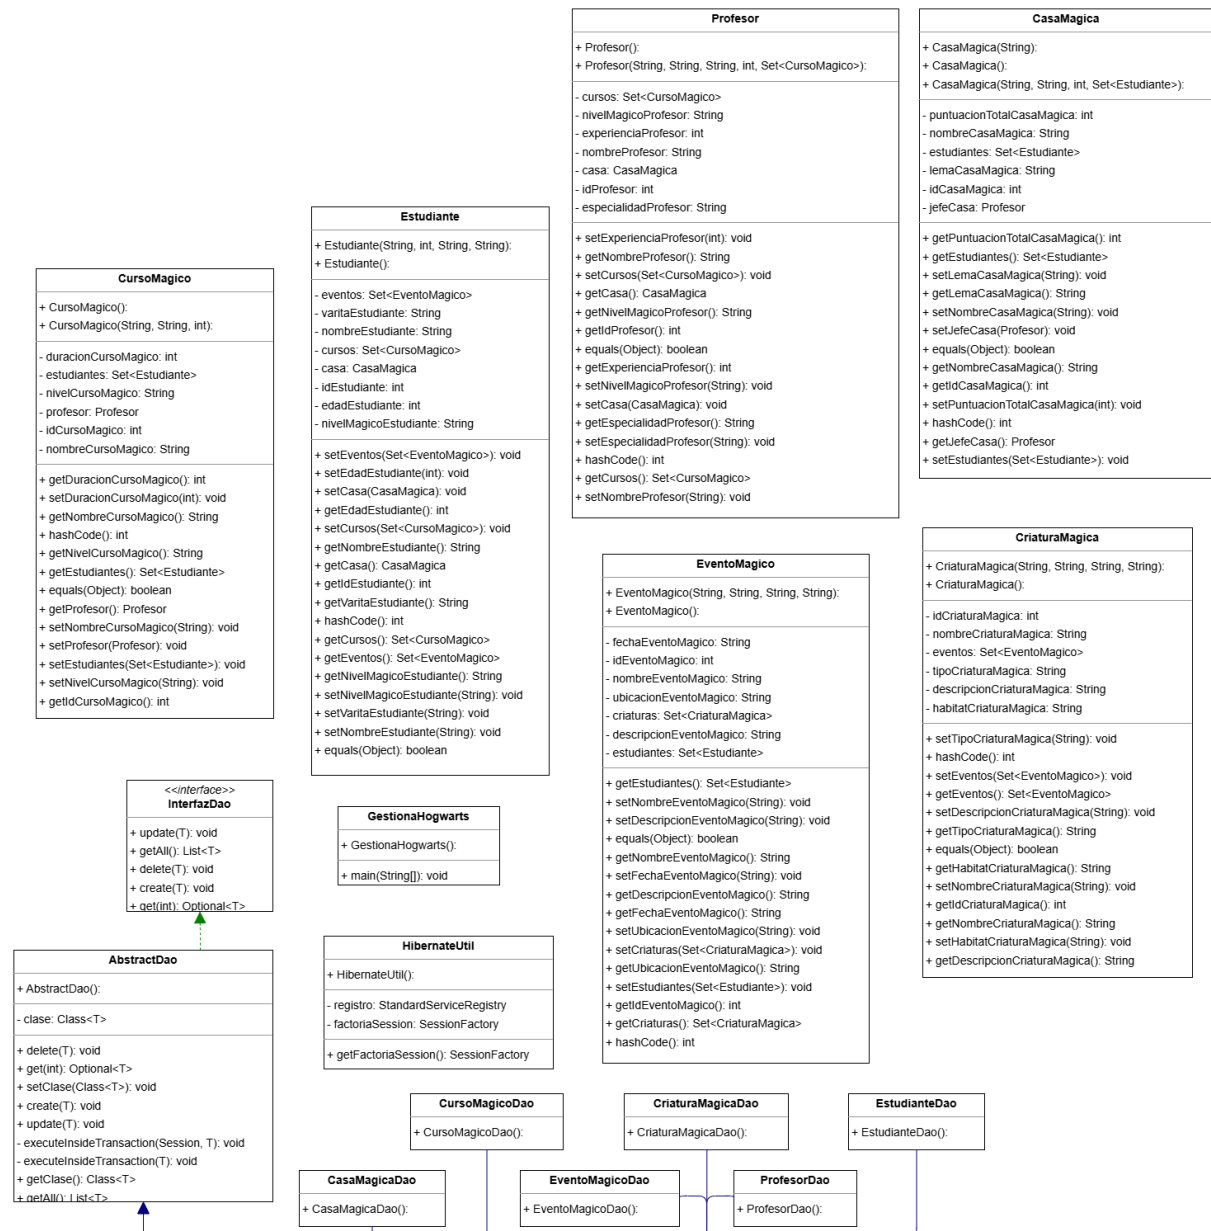 Profesor
+ Profesor():
+ Profesor(String, String, String, int, Set<CursoMagico>):
- cursos: Set<CursoMagico>
- nivelMagicoProfesor: String
- experienciaProfesor: int
- nombreProfesor: String
- casa: CasaMagica
- idProfesor: int
- especialidadProfesor: String
+ setExperienciaProfesor(int): void
+ getNombreProfesor(): String
+ setCursos(Set<CursoMagico>): void
+ getCasa(): CasaMagica
+ getNivelMagicoProfesor(): String
+ getIdProfesor(): int
+ equals(Object): boolean
+ getExperienciaProfesor(): int
+ setNivelMagicoProfesor(String): void
+ setCasa(CasaMagica): void
+ getEspecialidadProfesor(): String
+ setEspecialidadProfesor(String): void
+ hashCode(): int
+ getCursos(): Set<CursoMagico>
+ setNombreProfesor(String): void
CasaMagica
+ CasaMagica(String):
+ CasaMagica():
+ CasaMagica(String, String, int, Set<Estudiante>):
- puntuacionTotalCasaMagica: int
- nombreCasaMagica: String
- estudiantes: Set<Estudiante>
- lemaCasaMagica: String
- idCasaMagica: int
- jefeCasa: Profesor
+ getPuntuacionTotalCasaMagica(): int
+ getEstudiantes(): Set<Estudiante>
+ setLemaCasaMagica(String): void
+ getLemaCasaMagica(): String
+ setNombreCasaMagica(String): void
+ setJefeCasa(Profesor): void
+ equals(Object): boolean
+ getNombreCasaMagica(): String
+ getIdCasaMagica(): int
+ setPuntuacionTotalCasaMagica(int): void
+ hashCode(): int
+ getJefeCasa(): Profesor
+ setEstudiantes(Set<Estudiante>): void
Estudiante
+ Estudiante(String, int, String, String):
+ Estudiante():
- eventos: Set<EventoMagico>
- varitaEstudiante: String
- nombreEstudiante: String
- cursos: Set<CursoMagico>
- casa: CasaMagica
- idEstudiante: int
- edadEstudiante: int
- nivelMagicoEstudiante: String
+ setEventos(Set<EventoMagico>): void
+ setEdadEstudiante(int): void
+ setCasa(CasaMagica): void
+ getEdadEstudiante(): int
+ setCursos(Set<CursoMagico>): void
+ getNombreEstudiante(): String
+ getCasa(): CasaMagica
+ getIdEstudiante(): int
+ getVaritaEstudiante(): String
+ hashCode(): int
+ getCursos(): Set<CursoMagico>
+ getEventos(): Set<EventoMagico>
+ getNivelMagicoEstudiante(): String
+ setNivelMagicoEstudiante(String): void
+ setVaritaEstudiante(String): void
+ setNombreEstudiante(String): void
+ equals(Object): boolean
CursoMagico
+ CursoMagico():
+ CursoMagico(String, String, int):
- duracionCursoMagico: int
- estudiantes: Set<Estudiante>
- nivelCursoMagico: String
- profesor: Profesor
- idCursoMagico: int
- nombreCursoMagico: String
+ getDuracionCursoMagico(): int
+ setDuracionCursoMagico(int): void
+ getNombreCursoMagico(): String
+ hashCode(): int
+ getNivelCursoMagico(): String
+ getEstudiantes(): Set<Estudiante>
+ equals(Object): boolean
+ getProfesor(): Profesor
+ setNombreCursoMagico(String): void
+ setProfesor(Profesor): void
+ setEstudiantes(Set<Estudiante>): void
+ setNivelCursoMagico(String): void
+ getIdCursoMagico(): int
CriaturaMagica
+ CriaturaMagica(String, String, String, String):
+ CriaturaMagica():
- idCriaturaMagica: int
- nombreCriaturaMagica: String
- eventos: Set<EventoMagico>
- tipoCriaturaMagica: String
- descripcionCriaturaMagica: String
- habitatCriaturaMagica: String
+ setTipoCriaturaMagica(String): void
+ hashCode(): int
+ setEventos(Set<EventoMagico>): void
+ getEventos(): Set<EventoMagico>
+ setDescripcionCriaturaMagica(String): void
+ getTipoCriaturaMagica(): String
+ equals(Object): boolean
+ getHabitatCriaturaMagica(): String
+ setNombreCriaturaMagica(String): void
+ getIdCriaturaMagica(): int
+ getNombreCriaturaMagica(): String
+ setHabitatCriaturaMagica(String): void
+ getDescripcionCriaturaMagica(): String
EventoMagico
+ EventoMagico(String, String, String, String):
+ EventoMagico():
- fechaEventoMagico: String
- idEventoMagico: int
- nombreEventoMagico: String
- ubicacionEventoMagico: String
- criaturas: Set<CriaturaMagica>
- descripcionEventoMagico: String
- estudiantes: Set<Estudiante>
+ getEstudiantes(): Set<Estudiante>
+ setNombreEventoMagico(String): void
+ setDescripcionEventoMagico(String): void
+ equals(Object): boolean
+ getNombreEventoMagico(): String
+ setFechaEventoMagico(String): void
+ getDescripcionEventoMagico(): String
+ getFechaEventoMagico(): String
+ setUbicacionEventoMagico(String): void
+ setCriaturas(Set<CriaturaMagica>): void
+ getUbicacionEventoMagico(): String
+ setEstudiantes(Set<Estudiante>): void
+ getIdEventoMagico(): int
+ getCriaturas(): Set<CriaturaMagica>
+ hashCode(): int
<<interface>>
InterfazDao
+ update(T): void
+ getAll(): List<T>
+ delete(T): void
+ create(T): void
+ get(int): Optional<T>
GestionaHogwarts
+ GestionaHogwarts():
+ main(String[]): void
HibernateUtil
+ HibernateUtil():
- registro: StandardServiceRegistry
- factoriaSession: SessionFactory
+ getFactoriaSession(): SessionFactory
AbstractDao
+ AbstractDao():
- clase: Class<T>
+ delete(T): void
+ get(int): Optional<T>
+ setClase(Class<T>): void
+ create(T): void
+ update(T): void
- executeInsideTransaction(Session, T): void
- executeInsideTransaction(T): void
+ getClase(): Class<T>
+ getAll(): List<T>
CursoMagicoDao
+ CursoMagicoDao():
CriaturaMagicaDao
+ CriaturaMagicaDao():
EstudianteDao
+ EstudianteDao():
CasaMagicaDao
+ CasaMagicaDao():
EventoMagicoDao
+ EventoMagicoDao():
ProfesorDao
+ ProfesorDao():